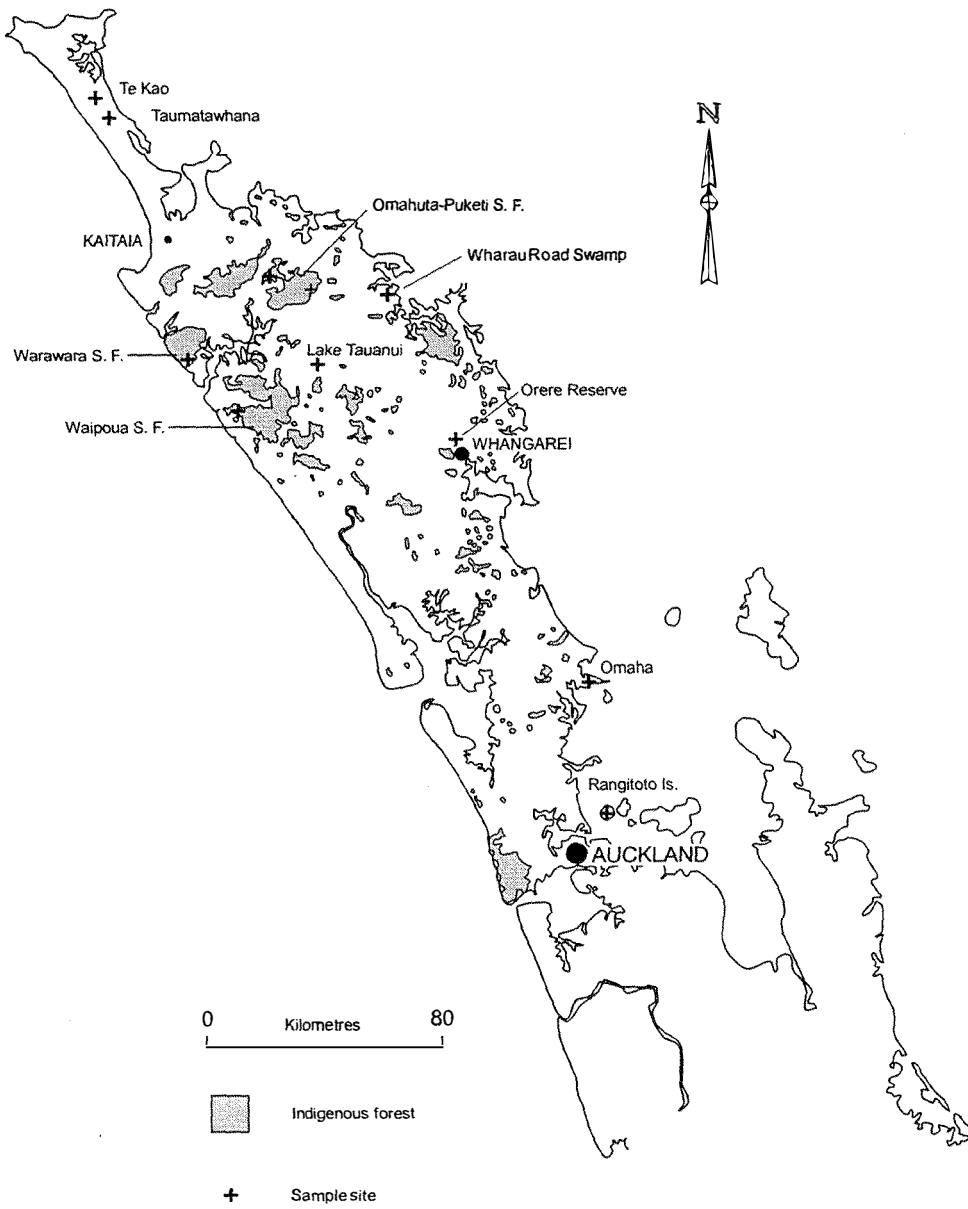 Te Kao
Taumatawhana
N
Omahuta-Puketi S. F.
KAITAIA
Wharau Road Swamp
Warawara S. F.
Lake Tauanui
Orere Reserve
Waipoua S. F.
WHANGAREI
Omaha
Rangitoto Is.
AUCKLAND
0 Kilometres 80
Indigenous forest
Sample site